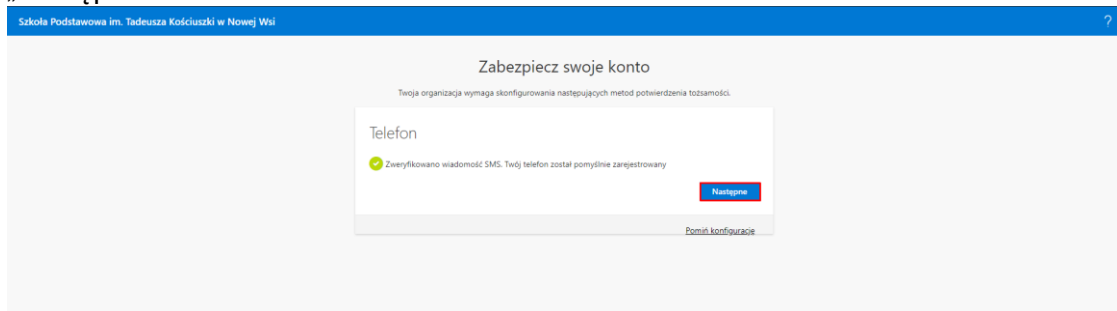 Szkoła Podstawowa im. Tadeusza Kościuszki w Nowej Wsi
?
Zabezpiecz swoje konto
Twoja organizacja wymaga skonfigurowania następujących metod potwierdzenia tożsamości.
Telefon
Zweryfikowano wiadomość SMS. Twój telefon został pomyślnie zarejestrowany
Następne
Pomiń konfigurację